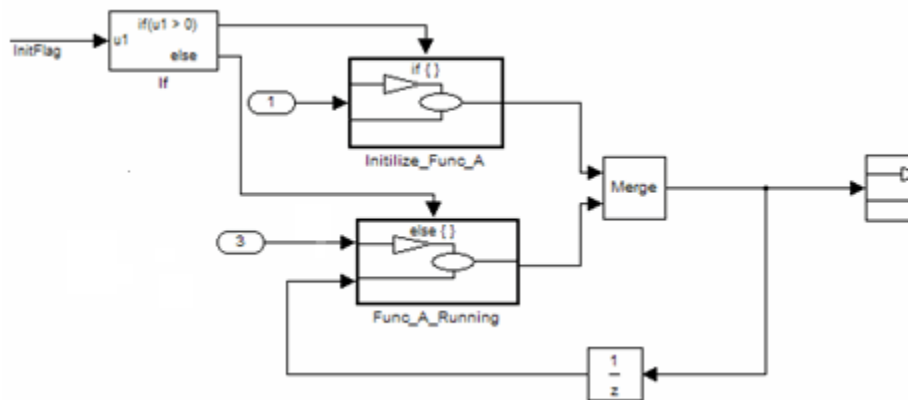 if(u1 > 0)
InitFlag
u1
else
If
if { }
1
Initilize_Func_A
Merge
else { }
3
Func_A_Running
1
z